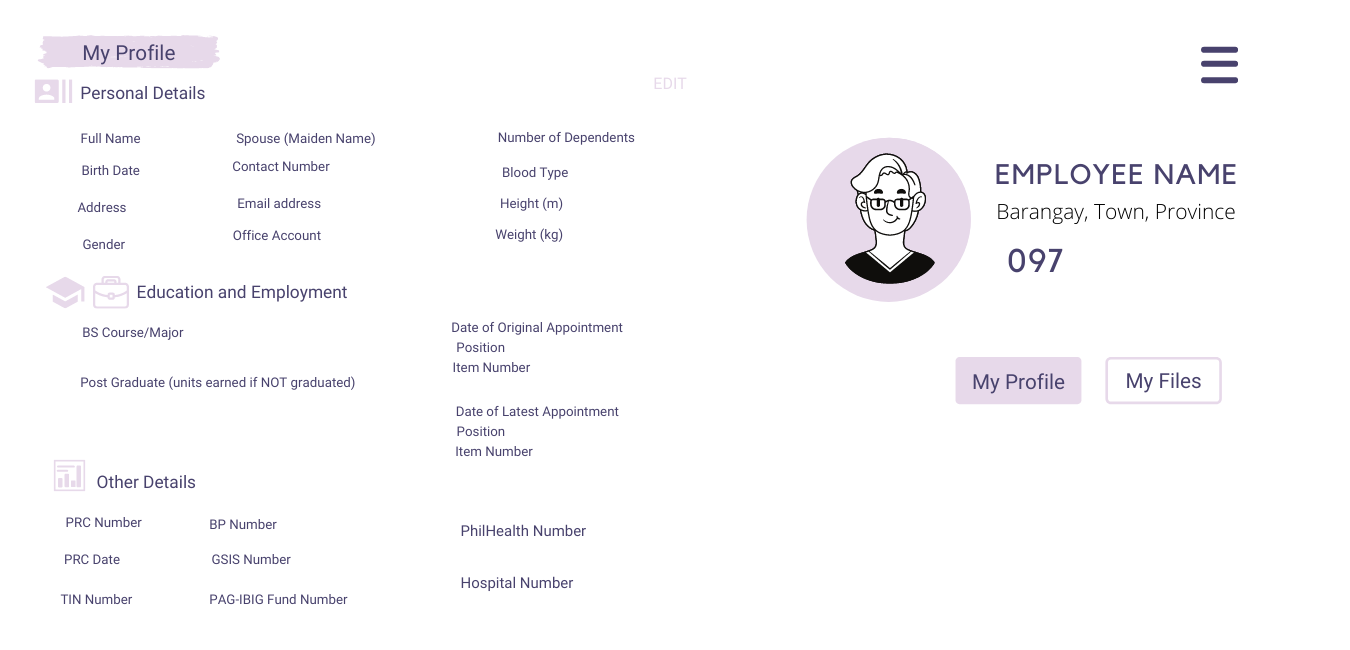 My Profile
EDIT
Personal Details
Full Name
Spouse (Maiden Name)
Number of Dependents
Birth Date
Contact Number
Blood Type
Address
Email address
Height (m)
Gender
Office Account
Weight (kg)
Education and Employment
BS Course/Major
Post Graduate (units earned if NOT graduated)
Date of Original Appointment
Position
Item Number
Date of Latest Appointment
Position
Item Number
Other Details
PRC Number
BP Number
PhilHealth Number
PRC Date
GSIS Number
Hospital Number
TIN Number
PAG-IBIG Fund Number
EMPLOYEE NAME
Barangay, Town, Province
097
My Profile
My Files